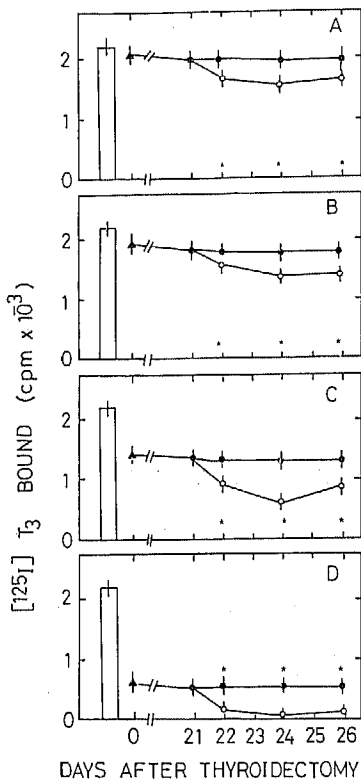 A
2
1
0
B
2
1
0
C
2
1
0
D
2
1
0
* * *
* * *
* * *
* * *
[125I] T3 BOUND (cpm x 10̄3)
0 21 22 23 24 25 26
DAYS AFTER THYROIDECTOMY